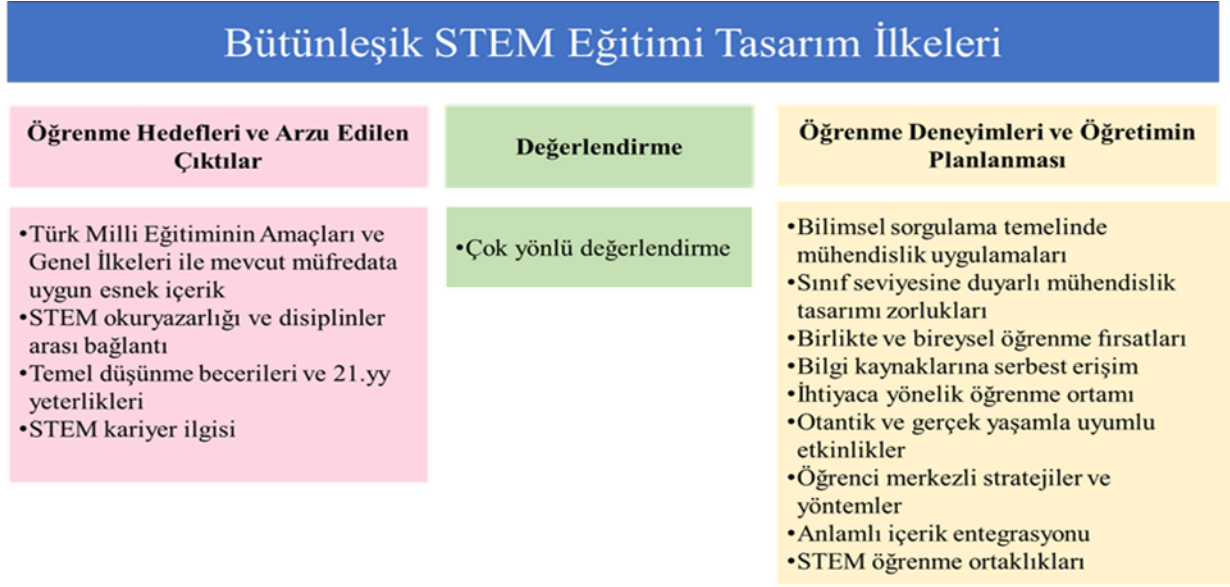 Bütünleşik STEM Eğitimi Tasarım İlkeleri
Öğrenme Hedefleri ve Arzu Edilen
Çıktılar
•Türk Milli Eğitiminin Amaçları ve
Genel İlkeleri ile mevcut müfredata
uygun esnek içerik
•STEM okuryazarlığı ve disiplinler
arası bağlantı
•Temel düşünme becerileri ve 21.yy
yeterlikleri
•STEM kariyer ilgisi
Değerlendirme
•Çok yönlü değerlendirme
Öğrenme Deneyimleri ve Öğretimin
Planlanması
•Bilimsel sorgulama temelinde
mühendislik uygulamaları
•Sınıf seviyesine duyarlı mühendislik
tasarımı zorlukları
•Birlikte ve bireysel öğrenme fırsatları
•Bilgi kaynaklarına serbest erişim
•İhtiyaca yönelik öğrenme ortamı
•Otantik ve gerçek yaşamla uyumlu
etkinlikler
•Öğrenci merkezli stratejiler ve
yöntemler
•Anlamlı içerik entegrasyonu
•STEM öğrenme ortaklıkları